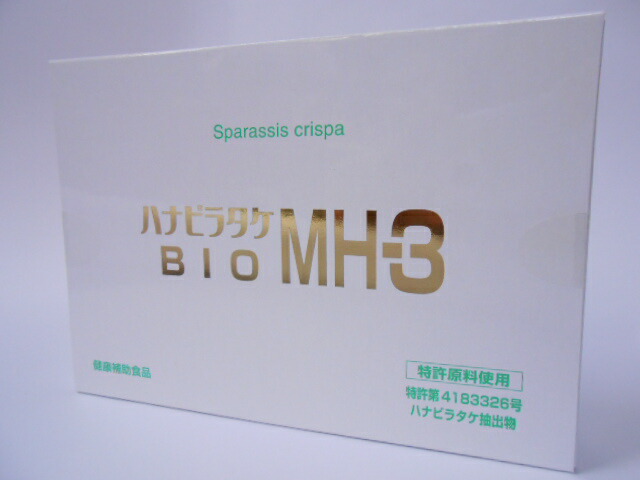 Sparassis crispa
ハナビラタケ
BIO MH-3
健康補助食品
特許原料使用
特許第4183326号
ハナビラタケ抽出物